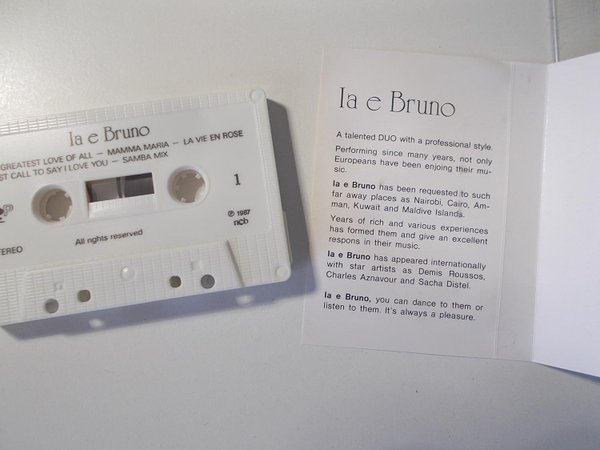 Ia e Bruno
GREATEST LOVE OF ALL — MAMMA MARIA — LA VIE EN ROSE
ST CALL TO SAY I LOVE YOU — SAMBA MIX
1
℗ 1987
ncb
STEREO
All rights reserved
Ia e Bruno
A talented DUO with a professional style.
Performing since many years, not only
Europeans have been enjoing their mu-
sic.
Ia e Bruno has been requested to such
far away places as Nairobi, Cairo, Am-
man, Kuwait and Maldive Islands.
Years of rich and various experiences
has formed them and give an excellent
respons in their music.
Ia e Bruno has appeared internationally
with star artists as Demis Roussos,
Charles Aznavour and Sacha Distel.
Ia e Bruno, you can dance to them or
listen to them. It's always a pleasure.